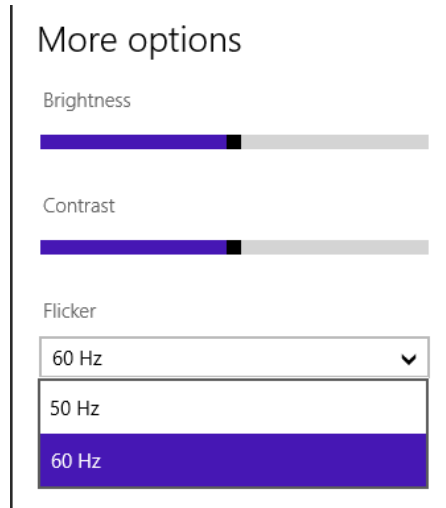 More options
Brightness
Contrast
Flicker
60 Hz
50 Hz
60 Hz